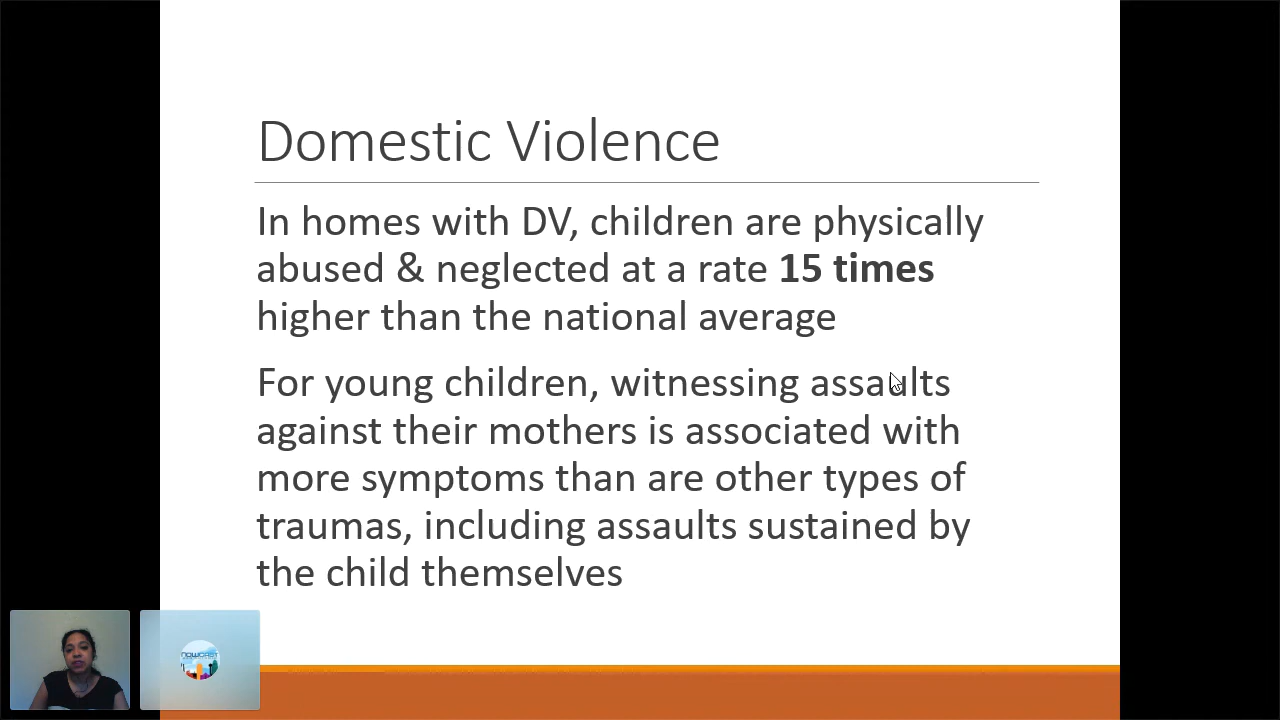 Domestic Violence
In homes with DV, children are physically
abused & neglected at a rate 15 times
higher than the national average
For young children, witnessing assaults
against their mothers is associated with
more symptoms than are other types of
traumas, including assaults sustained by
the child themselves
NOWCAST